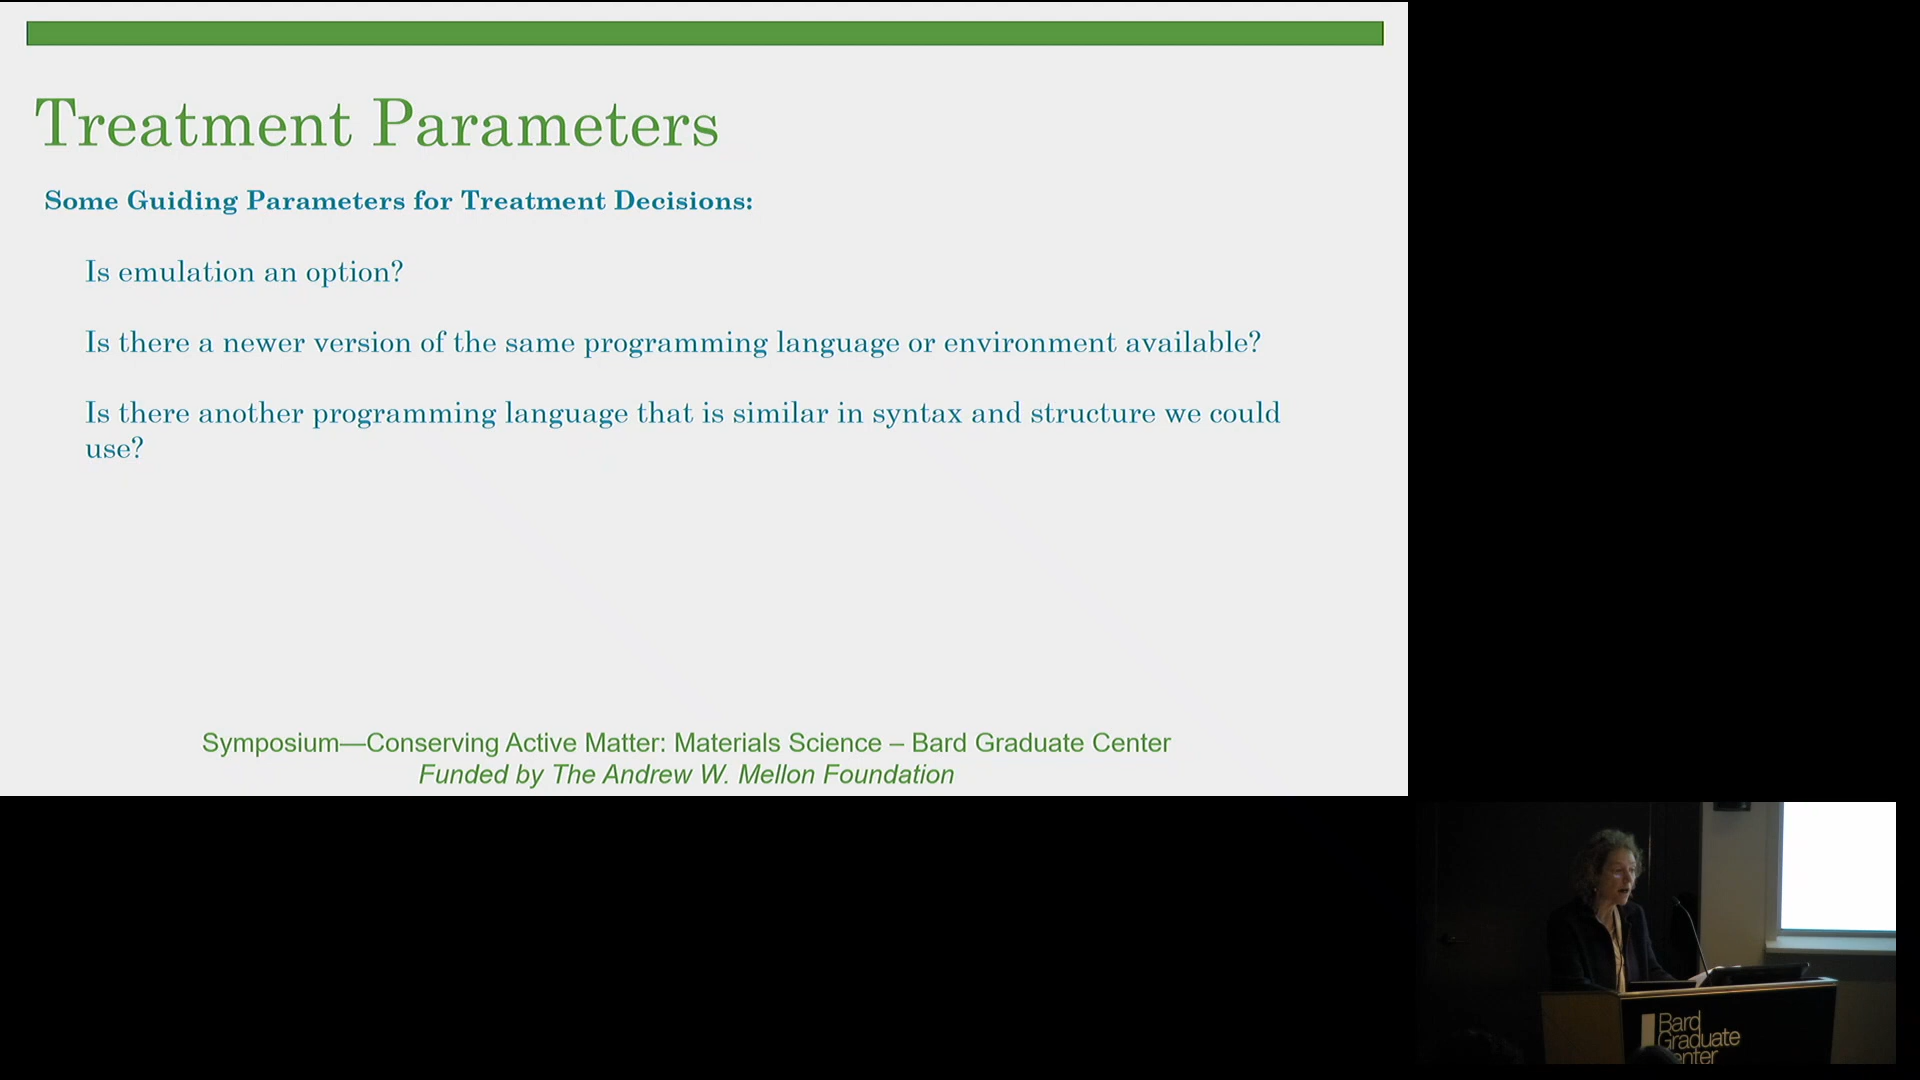 Treatment Parameters
Some Guiding Parameters for Treatment Decisions:
Is emulation an option?
Is there a newer version of the same programming language or environment available?
Is there another programming language that is similar in syntax and structure we could
use?
Symposium—Conserving Active Matter: Materials Science – Bard Graduate Center
Funded by The Andrew W. Mellon Foundation
Bard
Graduate
Center